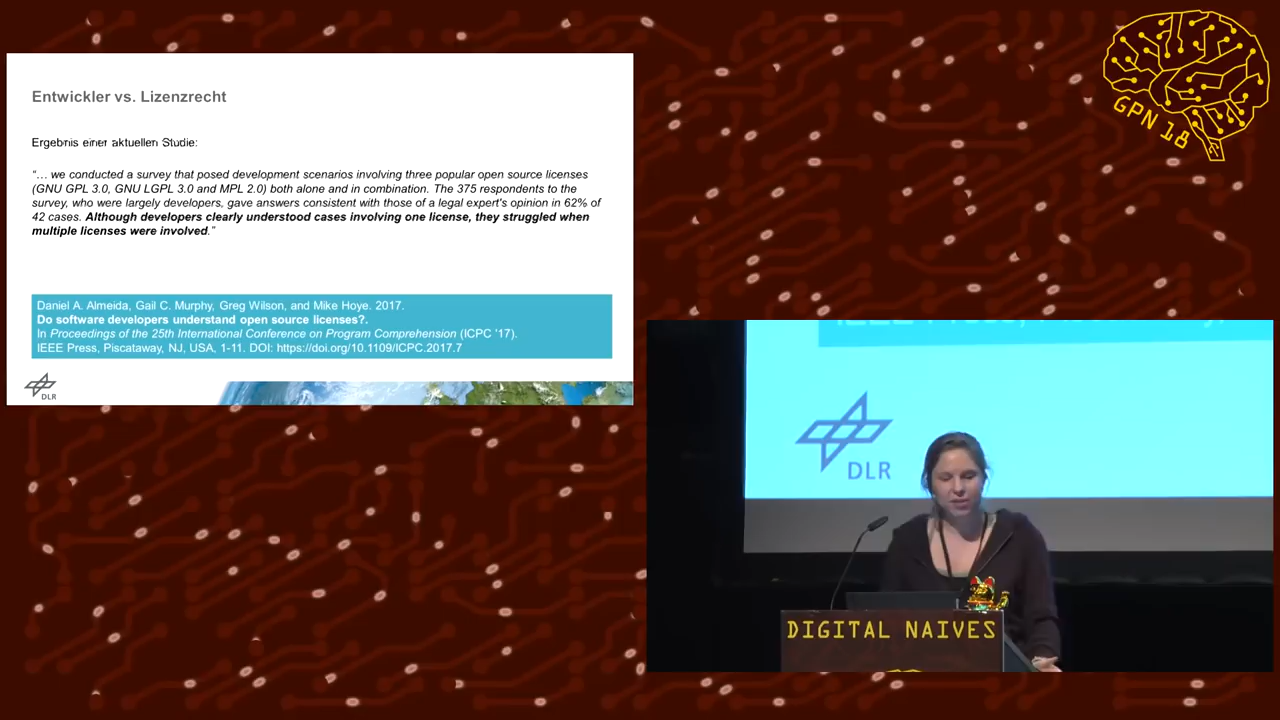 Entwickler vs. Lizenzrecht
Ergebnis einer aktuellen Studie:
"… we conducted a survey that posed development scenarios involving three popular open source licenses
(GNU GPL 3.0, GNU LGPL 3.0 and MPL 2.0) both alone and in combination. The 375 respondents to the
survey, who were largely developers, gave answers consistent with those of a legal expert's opinion in 62% of
42 cases. Although developers clearly understood cases involving one license, they struggled when
multiple licenses were involved."
Daniel A. Almeida, Gail C. Murphy, Greg Wilson, and Mike Hoye. 2017.
Do software developers understand open source licenses?.
In Proceedings of the 25th International Conference on Program Comprehension (ICPC '17).
IEEE Press, Piscataway, NJ, USA, 1-11. DOI: https://doi.org/10.1109/ICPC.2017.7
DLR
GPN 18
DLR
DIGITAL NAIVES